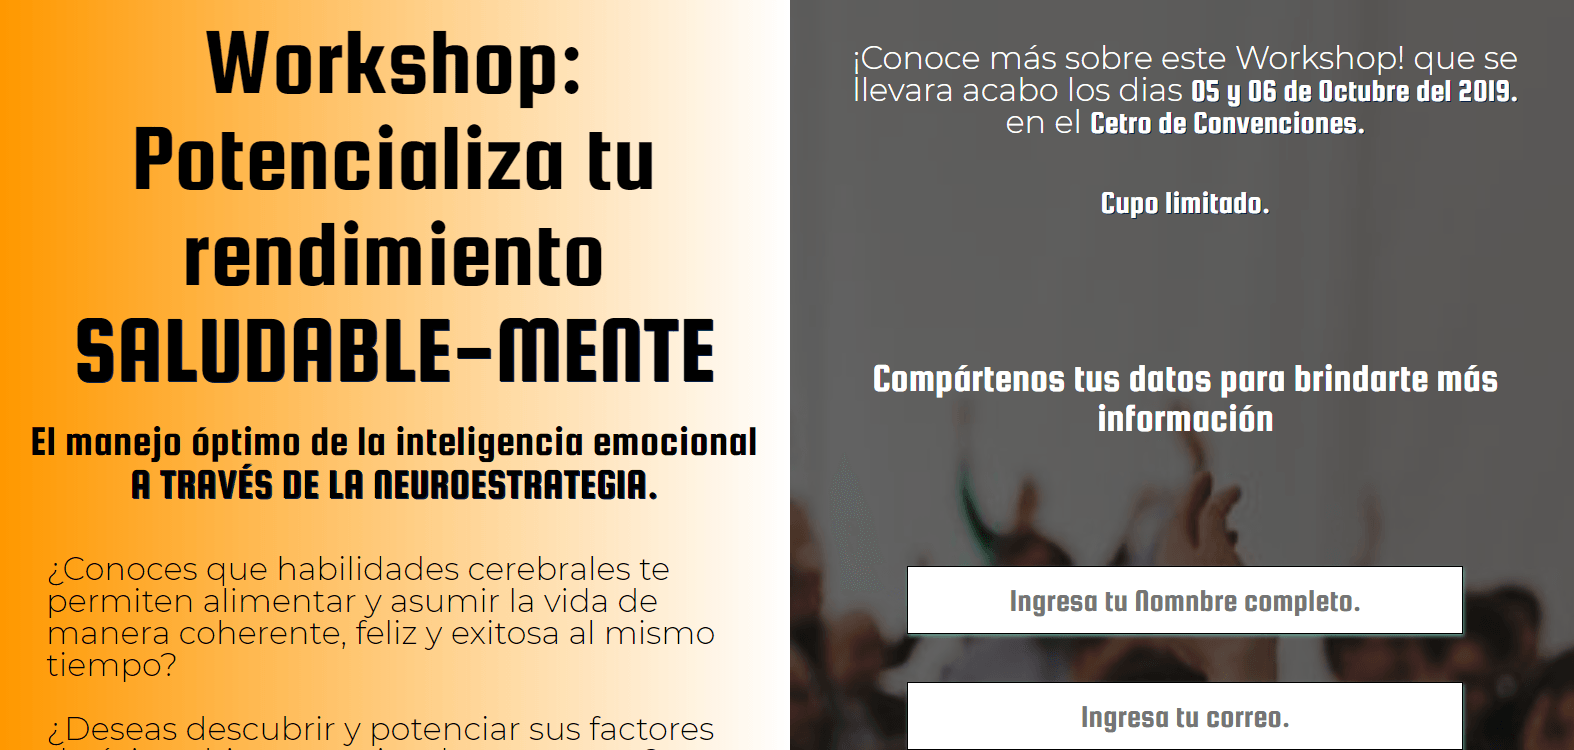 Workshop:
Potencializa tu
rendimiento
SALUDABLE-MENTE
El manejo óptimo de la inteligencia emocional
A TRAVÉS DE LA NEUROESTRATEGIA.
¿Conoces que habilidades cerebrales te
permiten alimentar y asumir la vida de
manera coherente, feliz y exitosa al mismo
tiempo?
¿Deseas descubrir y potenciar sus factores
¡Conoce más sobre este Workshop! que se
llevara acabo los dias 05 y 06 de Octubre del 2019.
en el Cetro de Convenciones.
Cupo limitado.
Compártenos tus datos para brindarte más
información
Ingresa tu Nomnbre completo.
Ingresa tu correo.